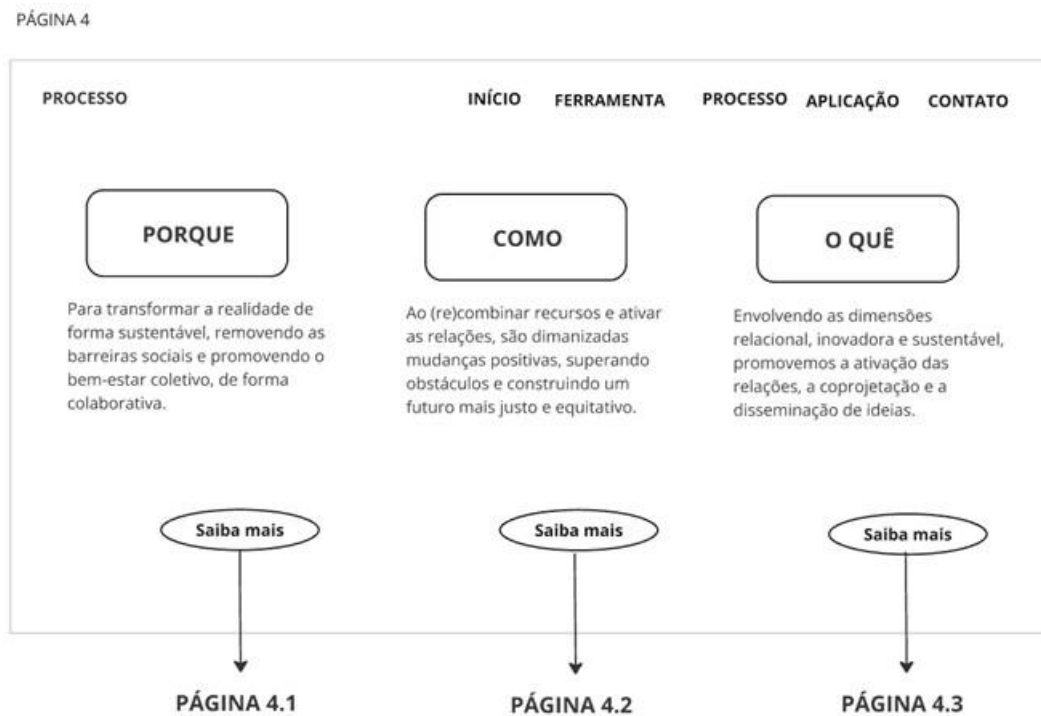 PÁGINA 4
PROCESSO
INÍCIO
FERRAMENTA
PROCESSO
APLICAÇÃO
CONTATO
PORQUE
Para transformar a realidade de
forma sustentável, removendo as
barreiras sociais e promovendo o
bem-estar coletivo, de forma
colaborativa.
Saiba mais
PÁGINA 4.1
COMO
Ao (re)combinar recursos e ativar
as relações, são dimanizadas
mudanças positivas, superando
obstáculos e construindo um
futuro mais justo e equitativo.
Saiba mais
PÁGINA 4.2
O QUÊ
Envolvendo as dimensões
relacional, inovadora e sustentável,
promovemos a ativação das
relações, a coprojetação e a
disseminação de ideias.
Saiba mais
PÁGINA 4.3